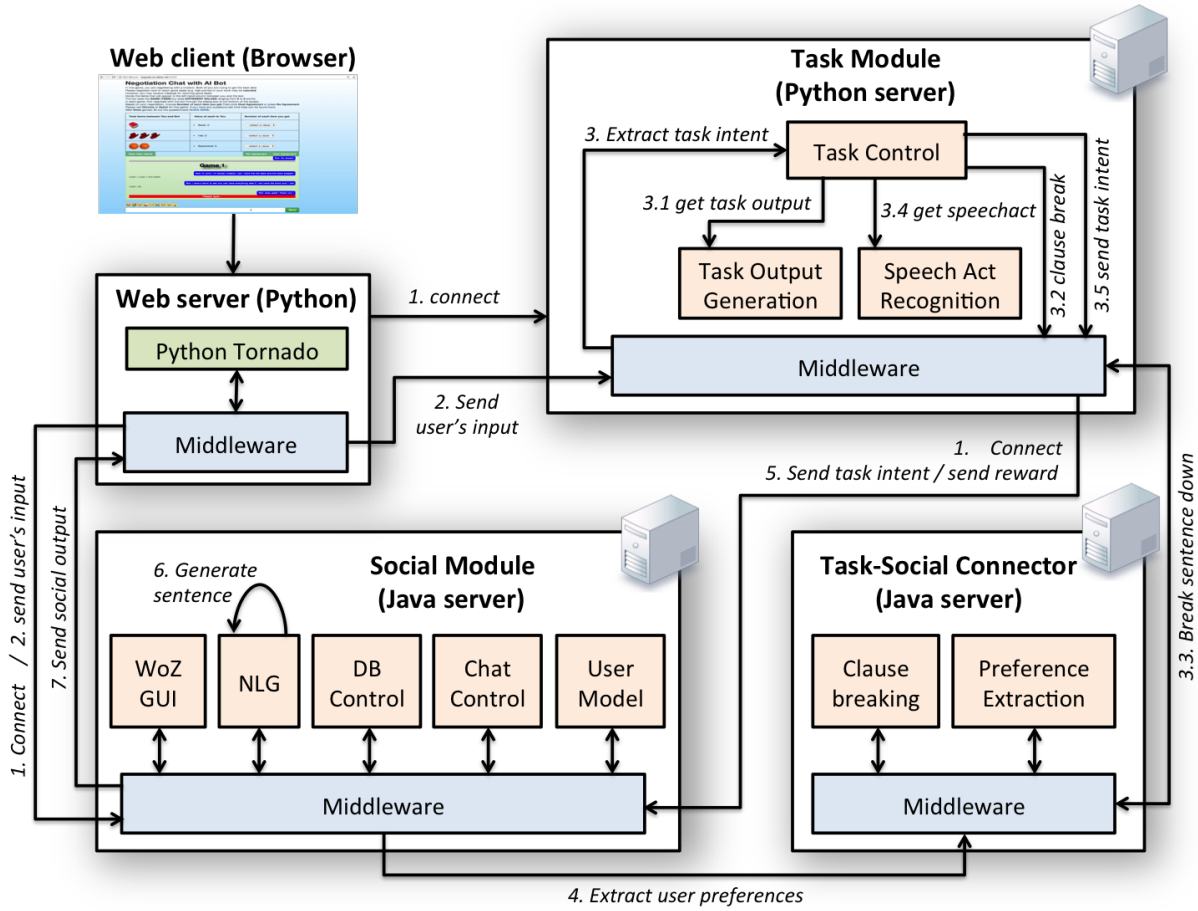 Web client (Browser)
Negotiation Chat with AI Bot
Game 1:
Web server (Python)
Python Tornado
Middleware
1. connect
2. Send
user's input
Task Module
(Python server)
3. Extract task intent
Task Control
3.1 get task output
3.4 get speechact
3.2 clause break
3.5 send task intent
Task Output
Generation
Speech Act
Recognition
Middleware
1. Connect
5. Send task intent / send reward
3.3. Break sentence down
1. Connect / 2. send user's input
7. Send social output
Social Module
(Java server)
6. Generate
sentence
WoZ
GUI
NLG
DB
Control
Chat
Control
User
Model
Middleware
Task-Social Connector
(Java server)
Clause
breaking
Preference
Extraction
Middleware
4. Extract user preferences